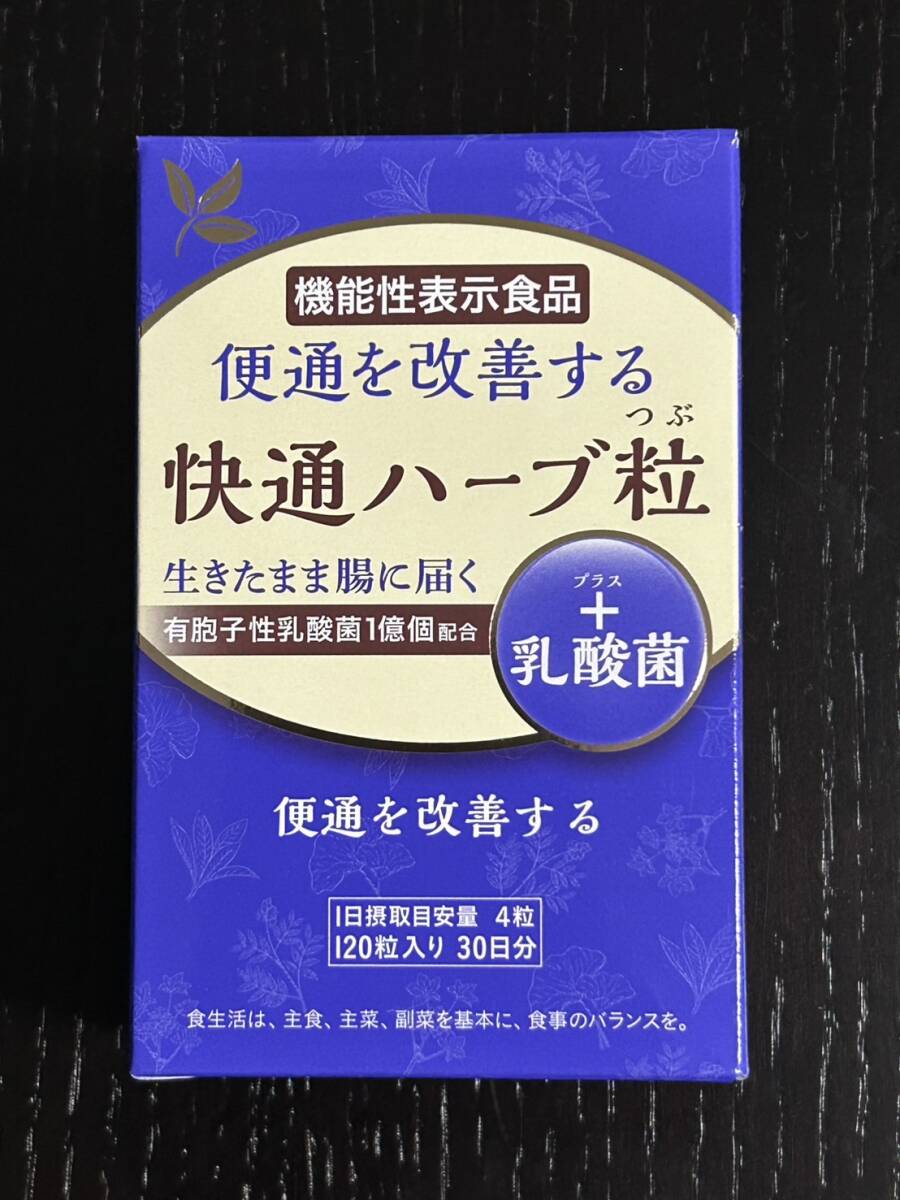 機能性表示食品
便通を改善する
つぶ
快通ハーブ粒
生きたまま腸に届く
有胞子性乳酸菌1億個配合
プラス
+
乳酸菌
便通を改善する
1日摂取目安量 4粒
120粒入り 30日分
食生活は、主食、主菜、副菜を基本に、食事のバランスを。